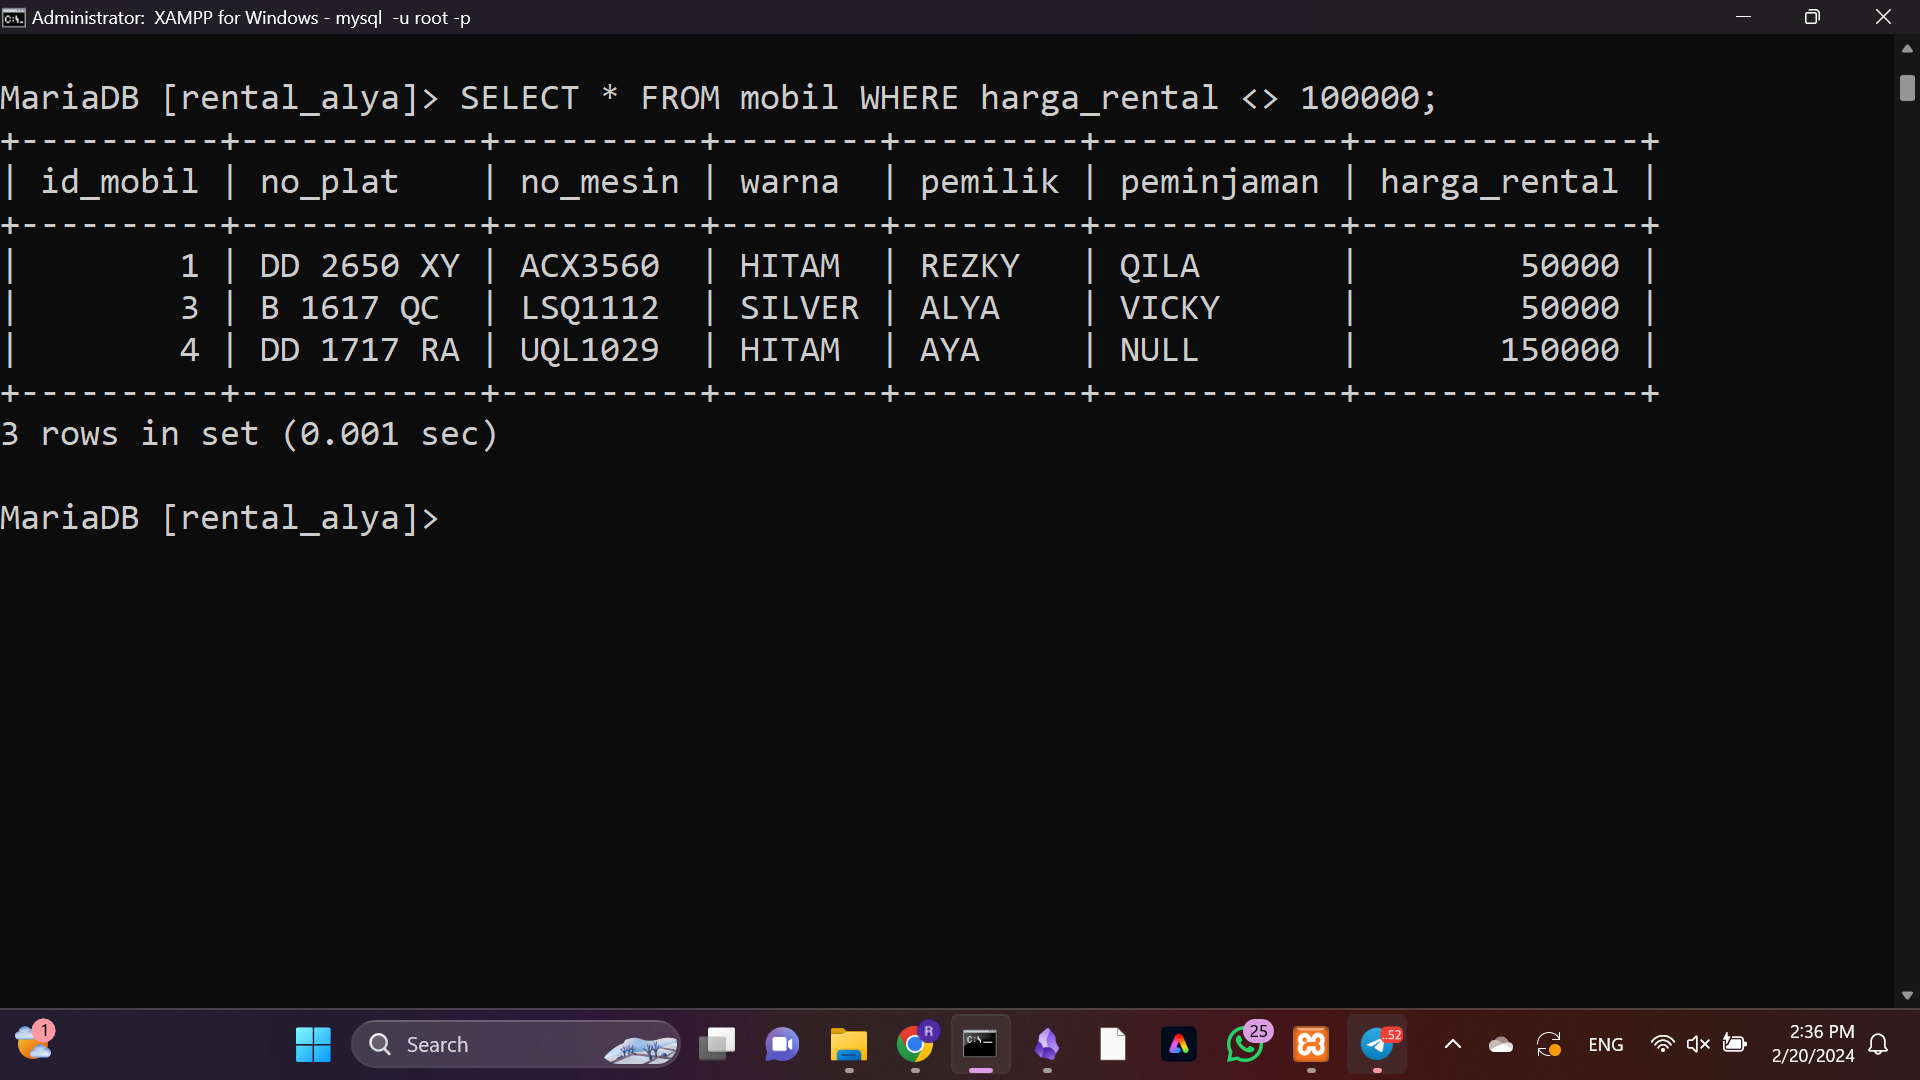 Administrator:  XAMPP for Windows - mysql  -u root -p
MariaDB [rental_alya]> SELECT * FROM mobil WHERE harga_rental <> 100000;
+----------+------------+----------+--------+---------+------------+--------------+
| id_mobil | no_plat    | no_mesin | warna  | pemilik | peminjaman | harga_rental |
+----------+------------+----------+--------+---------+------------+--------------+
|        1 | DD 2650 XY | ACX3560  | HITAM  | REZKY   | QILA       |        50000 |
|        3 | B 1617 QC  | LSQ1112  | SILVER | ALYA    | VICKY      |        50000 |
|        4 | DD 1717 RA | UQL1029  | HITAM  | AYA     | NULL       |       150000 |
+----------+------------+----------+--------+---------+------------+--------------+
3 rows in set (0.001 sec)
MariaDB [rental_alya]>
1
Search
R
25
..52
ENG
2:36 PM
2/20/2024